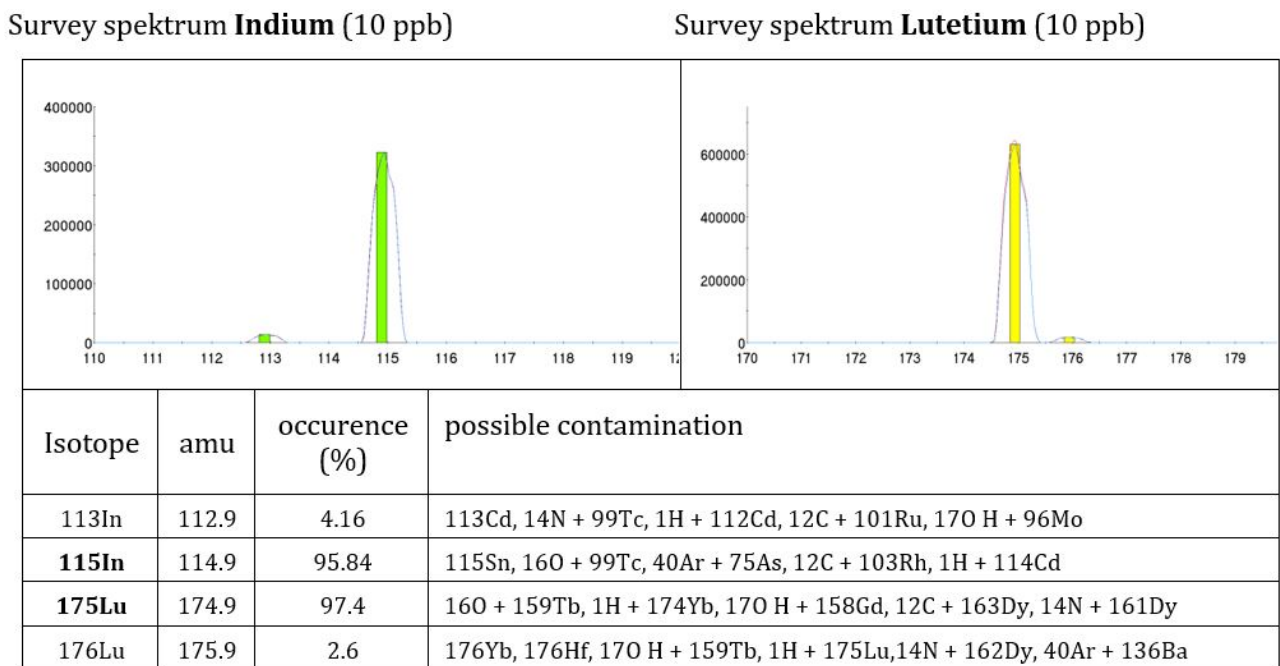 Survey spektrum Indium (10 ppb)
Survey spektrum Lutetium (10 ppb)
400000
300000
200000
100000
0
110 111 112 113 114 115 116 117 118 119
600000
400000
200000
0
170 171 172 173 174 175 176 177 178 179
Isotope amu occurence (%) possible contamination
113In 112.9 4.16 113Cd, 14N + 99Tc, 1H + 112Cd, 12C + 101Ru, 17O H + 96Mo
115In 114.9 95.84 115Sn, 16O + 99Tc, 40Ar + 75As, 12C + 103Rh, 1H + 114Cd
175Lu 174.9 97.4 16O + 159Tb, 1H + 174Yb, 17O H + 158Gd, 12C + 163Dy, 14N + 161Dy
176Lu 175.9 2.6 176Yb, 176Hf, 17O H + 159Tb, 1H + 175Lu,14N + 162Dy, 40Ar + 136Ba